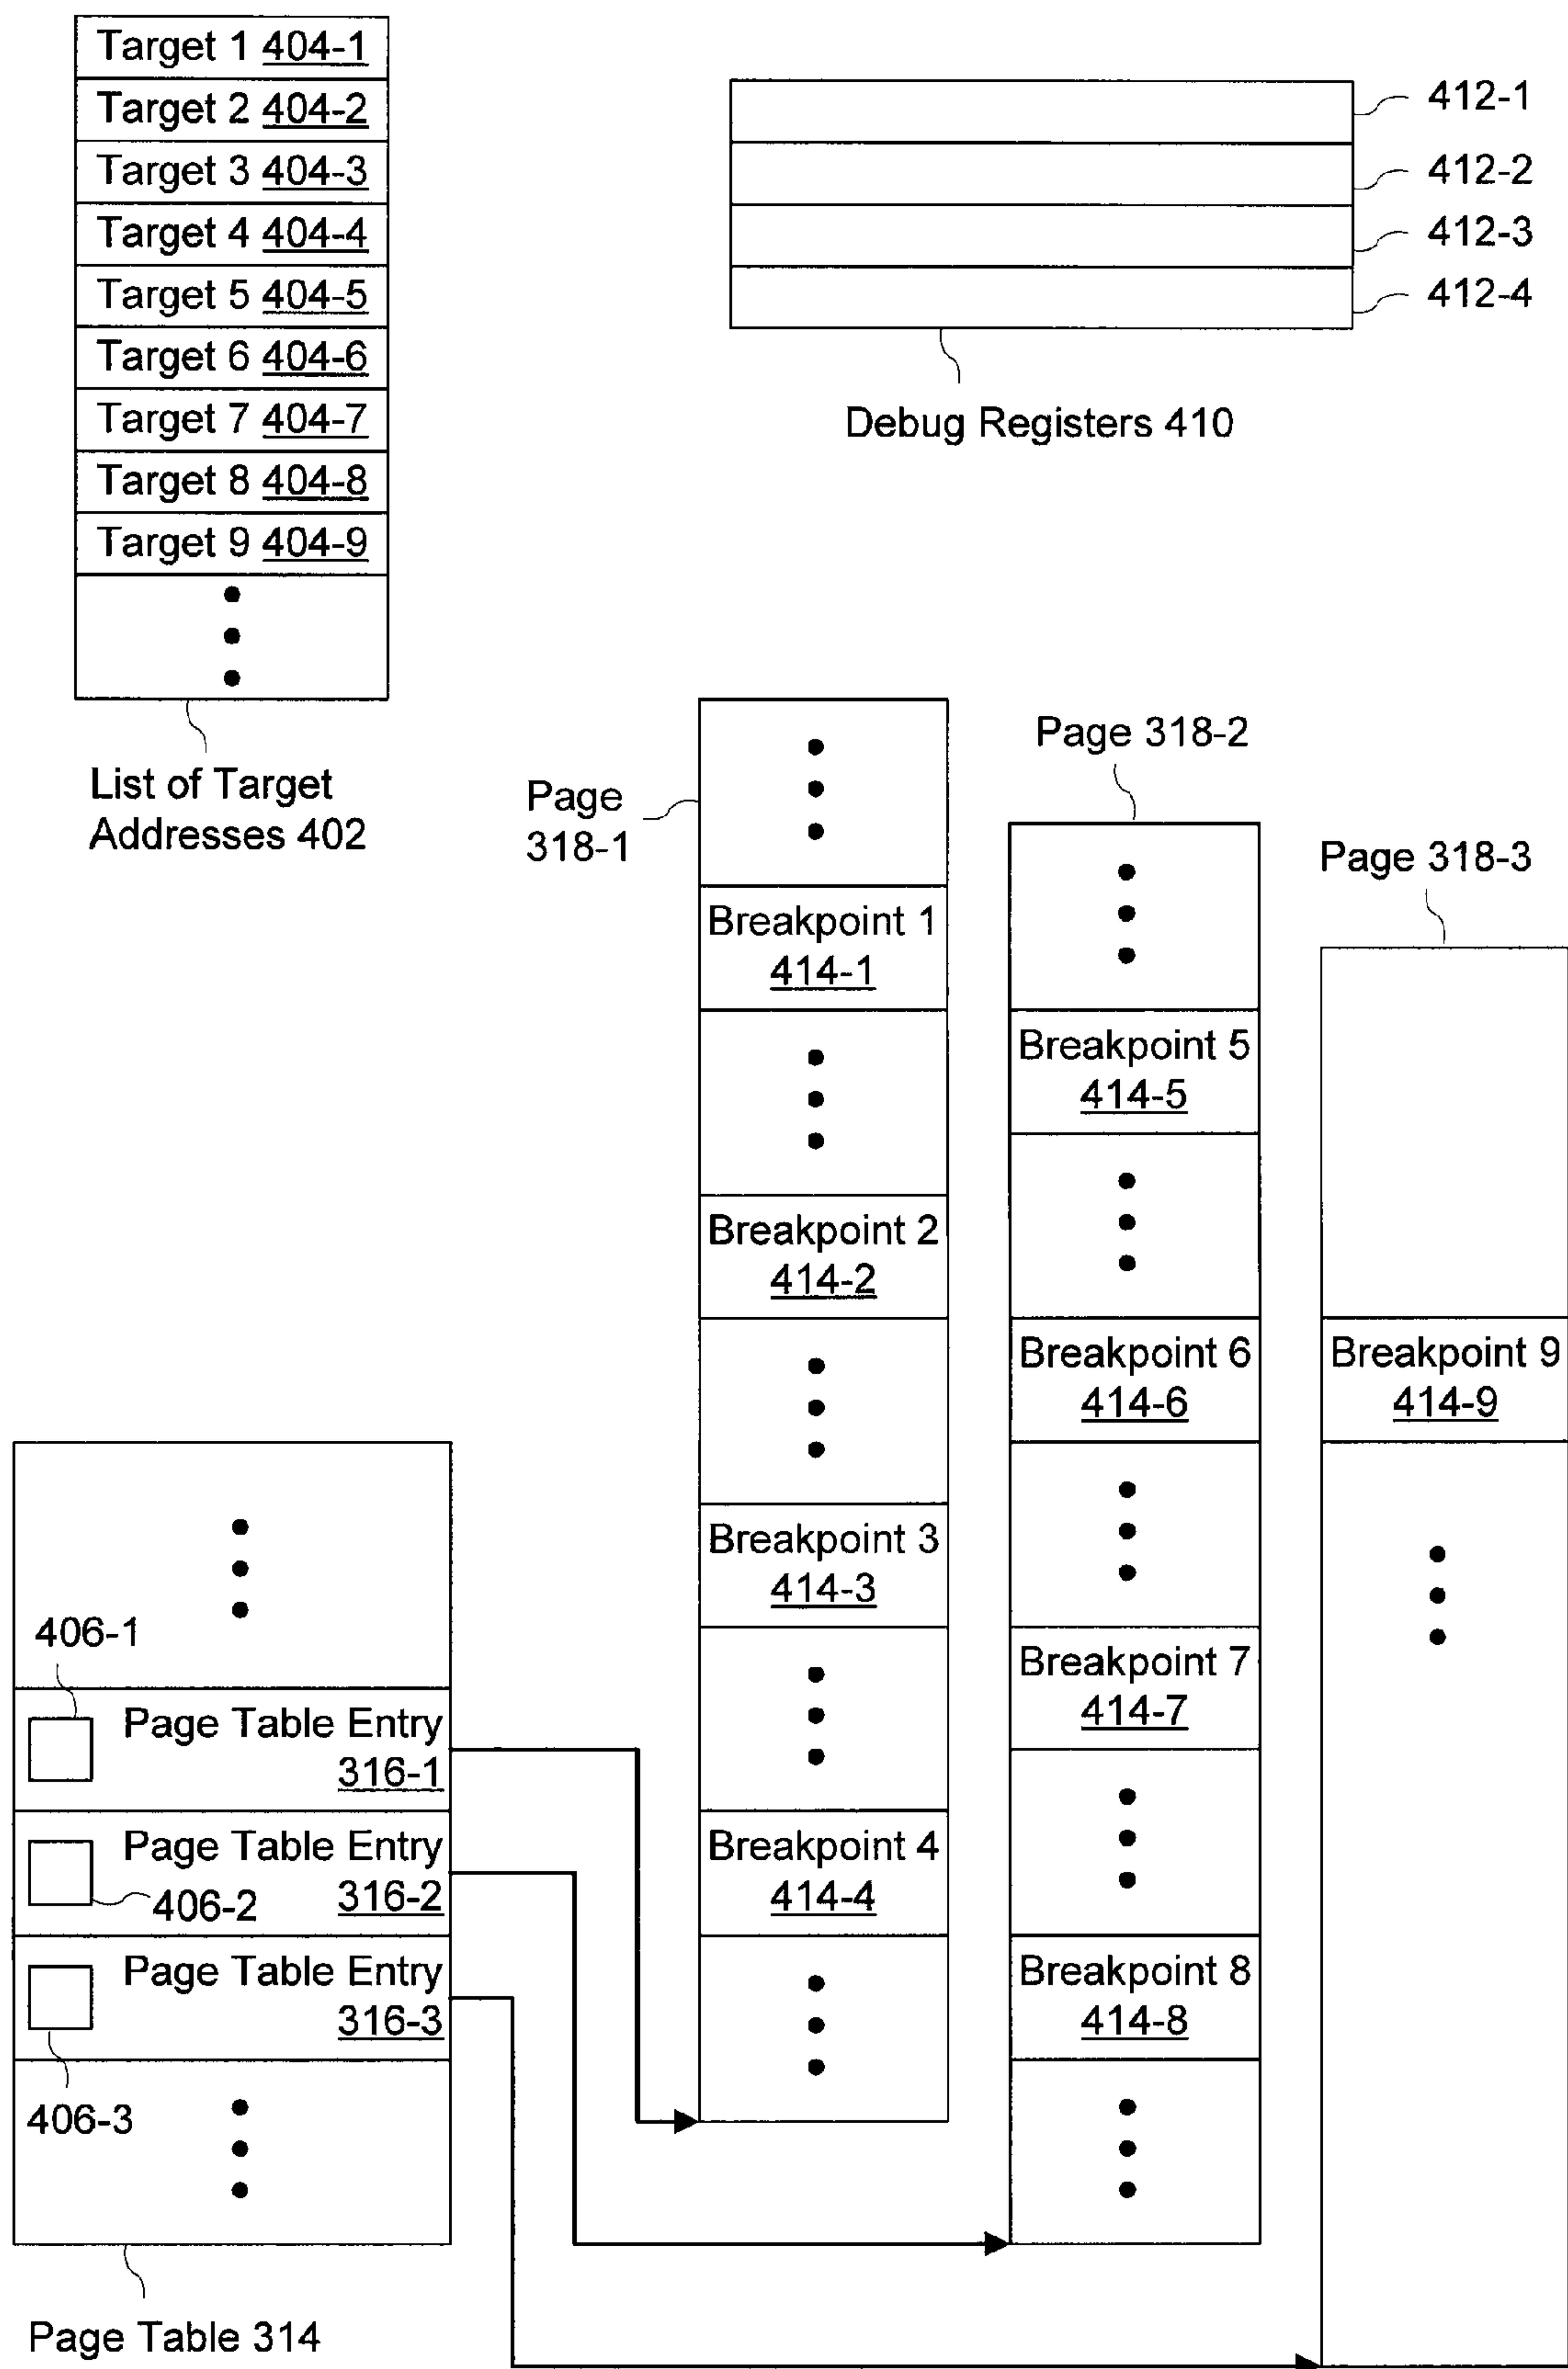 Target 1 404-1
Target 2 404-2
Target 3 404-3
Target 4 404-4
Target 5 404-5
Target 6 404-6
Target 7 404-7
Target 8 404-8
Target 9 404-9
List of Target
Addresses 402
412-1
412-2
412-3
412-4
Debug Registers 410
Page
318-1
Breakpoint 1
414-1
Breakpoint 2
414-2
Breakpoint 3
414-3
Breakpoint 4
414-4
Page 318-2
Breakpoint 5
414-5
Breakpoint 6
414-6
Breakpoint 7
414-7
Breakpoint 8
414-8
Page 318-3
Breakpoint 9
414-9
406-1
Page Table Entry
316-1
Page Table Entry
406-2 316-2
Page Table Entry
316-3
406-3
Page Table 314